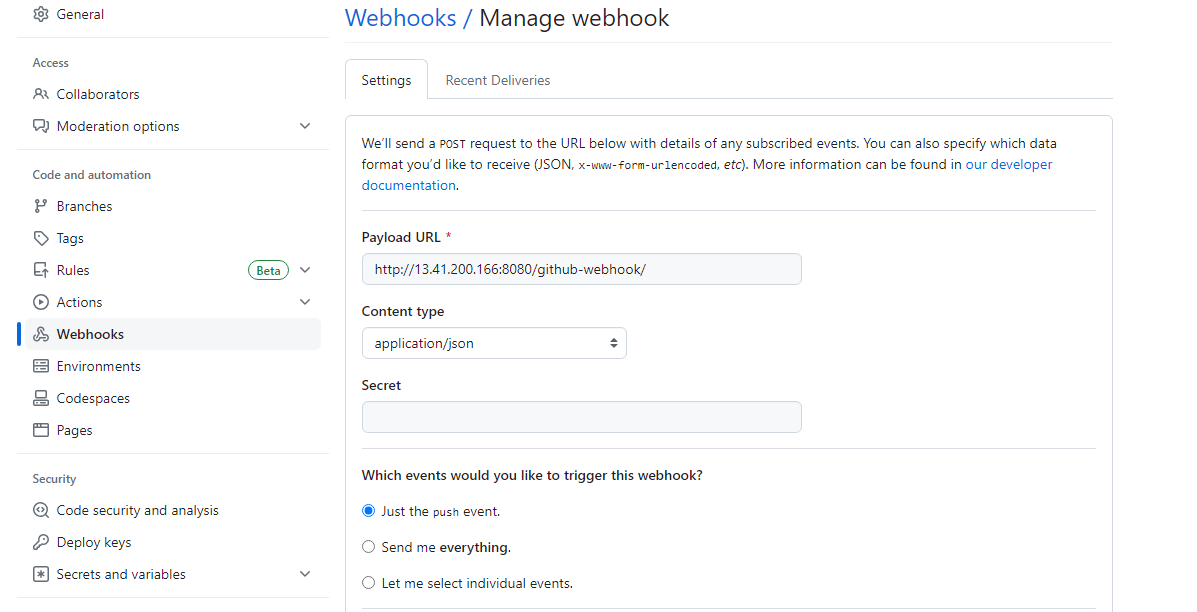 General
Access
Collaborators
Moderation options
Code and automation
Branches
Tags
Rules Beta
Actions
Webhooks
Environments
Codespaces
Pages
Security
Code security and analysis
Deploy keys
Secrets and variables
Webhooks / Manage webhook
Settings Recent Deliveries
We'll send a POST request to the URL below with details of any subscribed events. You can also specify which data
format you'd like to receive (JSON, x-www-form-urlencoded, etc). More information can be found in our developer
documentation.
Payload URL *
http://13.41.200.166:8080/github-webhook/
Content type
application/json
Secret
Which events would you like to trigger this webhook?
Just the push event.
Send me everything.
Let me select individual events.